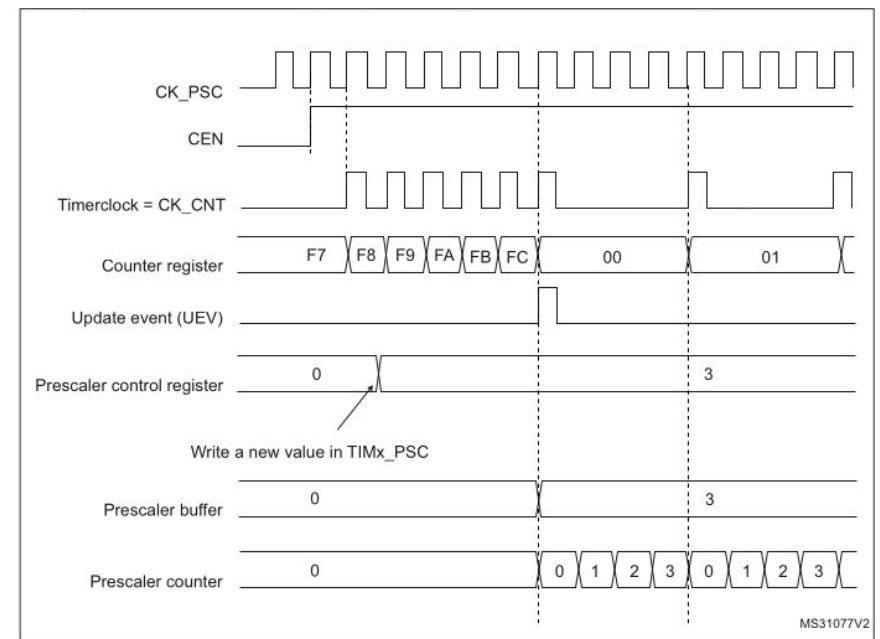 CK_PSC
CEN
Timerclock = CK_CNT
Counter register F7 F8 F9 FA FB FC 00 01
Update event (UEV)
Prescaler control register 0 3
Write a new value in TIMx_PSC
Prescaler buffer 0 3
Prescaler counter 0 0 1 2 3 0 1 2 3
MS31077V2